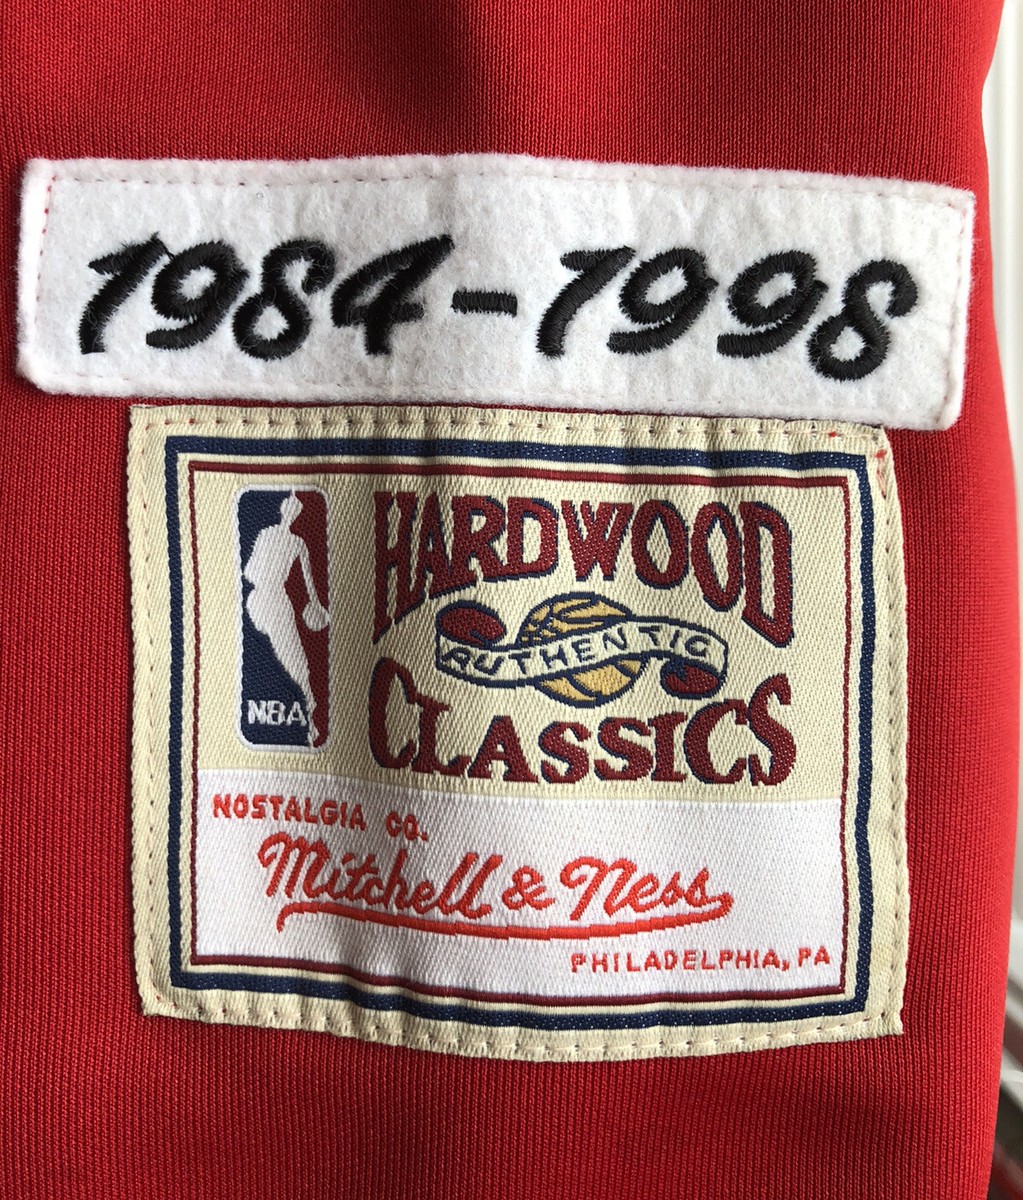 1984-1998
HARDWOOD
AUTHENTIC
CLASSICS
NBA
NOSTALGIA CO.
Mitchell & Ness
PHILADELPHIA, PA